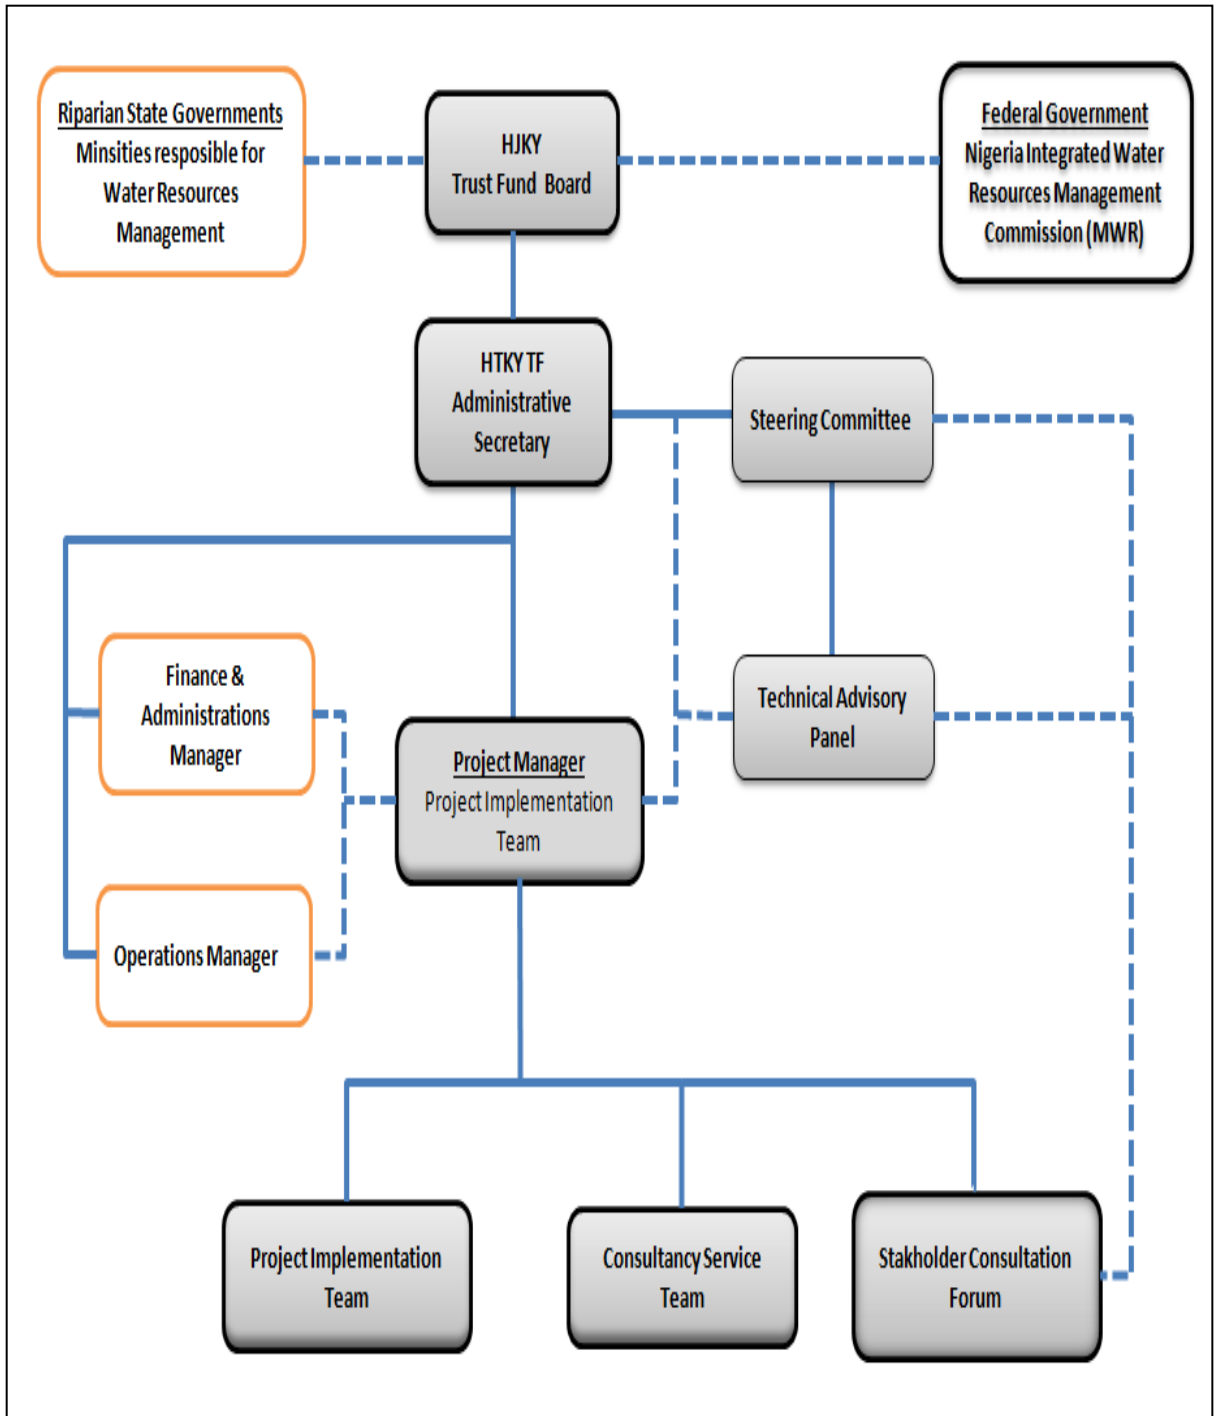 Riparian State Governments
Minsities resposible for
Water Resources
Management
HJKY
Trust Fund Board
Federal Government
Nigeria Integrated Water
Resources Management
Commission (MWR)
HTKY TF
Administrative
Secretary
Steering Committee
Finance &
Administrations
Manager
Technical Advisory
Panel
Project Manager
Project Implementation
Team
Operations Manager
Project Implementation
Team
Consultancy Service
Team
Stakholder Consultation
Forum